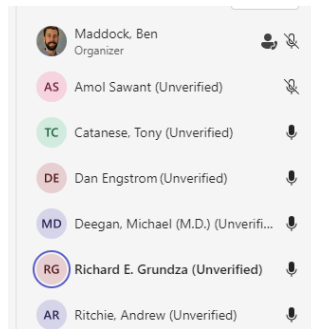 Maddock, Ben
Organizer
AS Amol Sawant (Unverified)
TC Catanese, Tony (Unverified)
DE Dan Engstrom (Unverified)
MD Deegan, Michael (M.D.) (Unverifi...
RG Richard E. Grundza (Unverified)
AR Ritchie, Andrew (Unverified)